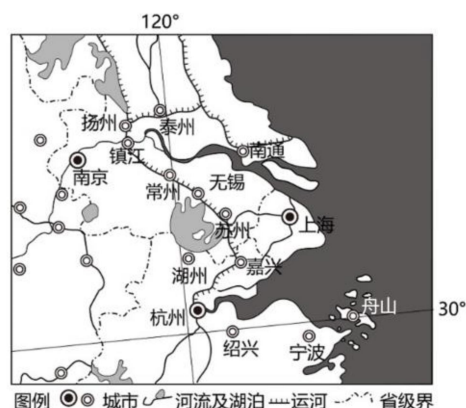 120°
扬州
泰州
镇江
南通
南京
常州
无锡
苏州
上海
湖州
嘉兴
舟山
杭州
30°
绍兴
宁波
图例 城市 河流及湖泊 运河 省级界